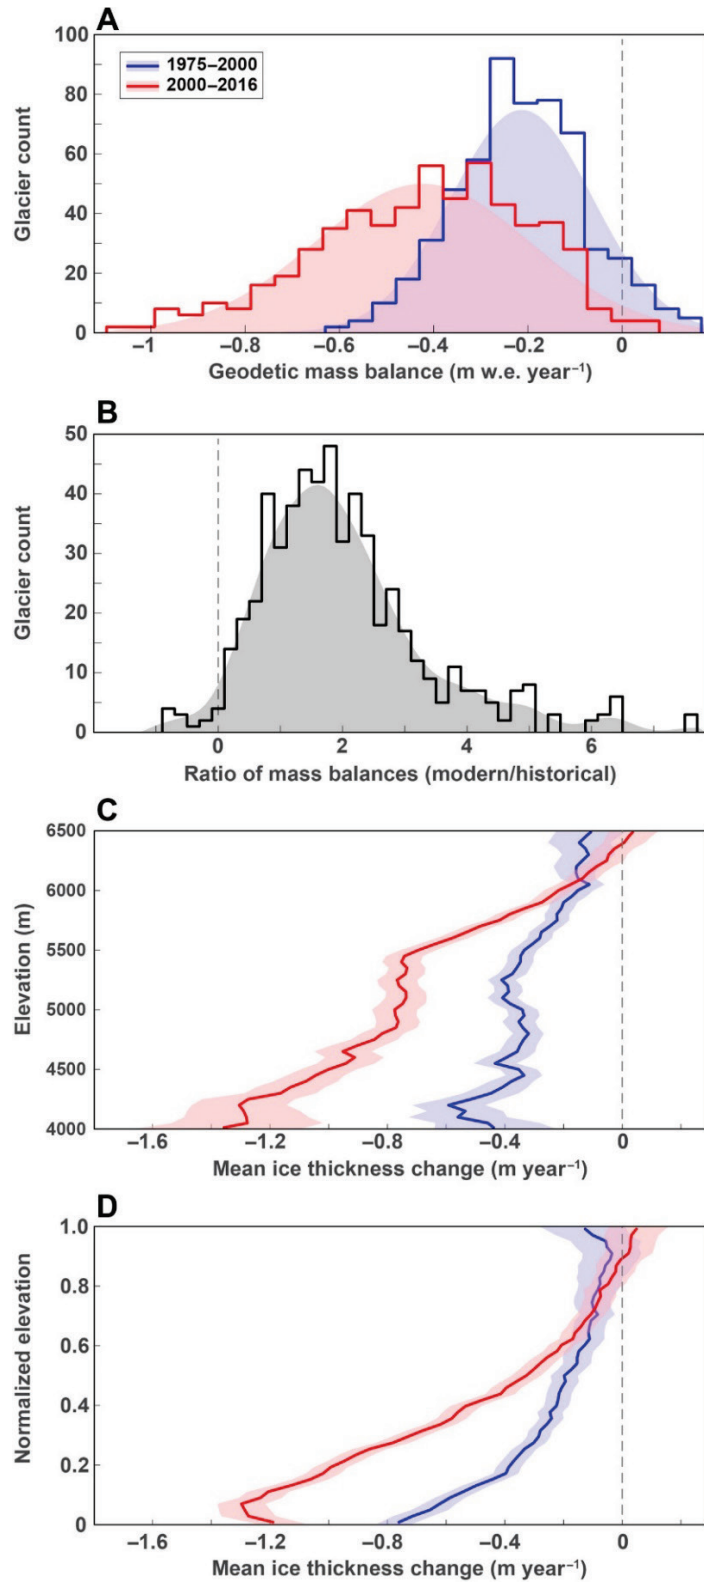 A
100
80
60
40
20
0
Glacier count
1975–2000
2000–2016
–1 –0.8 –0.6 –0.4 –0.2 0
Geodetic mass balance (m w.e. year⁻¹)
B
50
40
30
20
10
0
Glacier count
0 2 4 6
Ratio of mass balances (modern/historical)
C
6500
6000
5500
5000
4500
4000
Elevation (m)
–1.6 –1.2 –0.8 –0.4 0
Mean ice thickness change (m year⁻¹)
D
1.0
0.8
0.6
0.4
0.2
0
Normalized elevation
–1.6 –1.2 –0.8 –0.4 0
Mean ice thickness change (m year⁻¹)